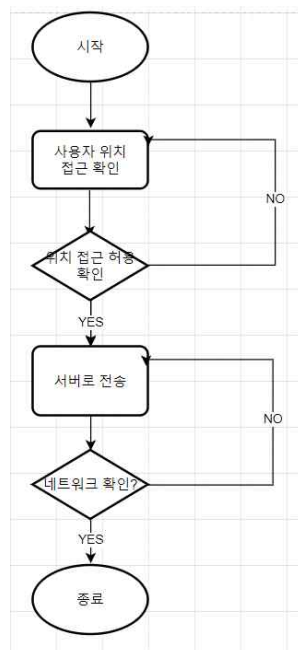 시작
사용자 위치
접근 확인
위치 접근 허용
확인
NO
YES
서버로 전송
네트워크 확인?
NO
YES
종료